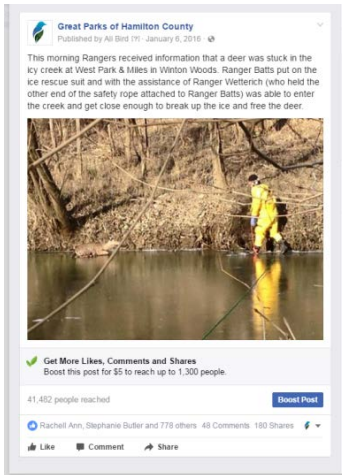 Great Parks of Hamilton County
Published by Ali Bird [?] · January 6, 2016 ·
This morning Rangers received information that a deer was stuck in the
icy creek at West Park & Miles in Winton Woods. Ranger Batts put on the
ice rescue suit and with the assistance of Ranger Wetterich (who held the
other end of the safety rope attached to Ranger Batts) was able to enter
the creek and get close enough to break up the ice and free the deer.
Get More Likes, Comments and Shares
Boost this post for $5 to reach up to 1,300 people.
41,482 people reached
Boost Post
Rachell Ann, Stephanie Butler and 778 others 48 Comments 180 Shares
Like Comment Share